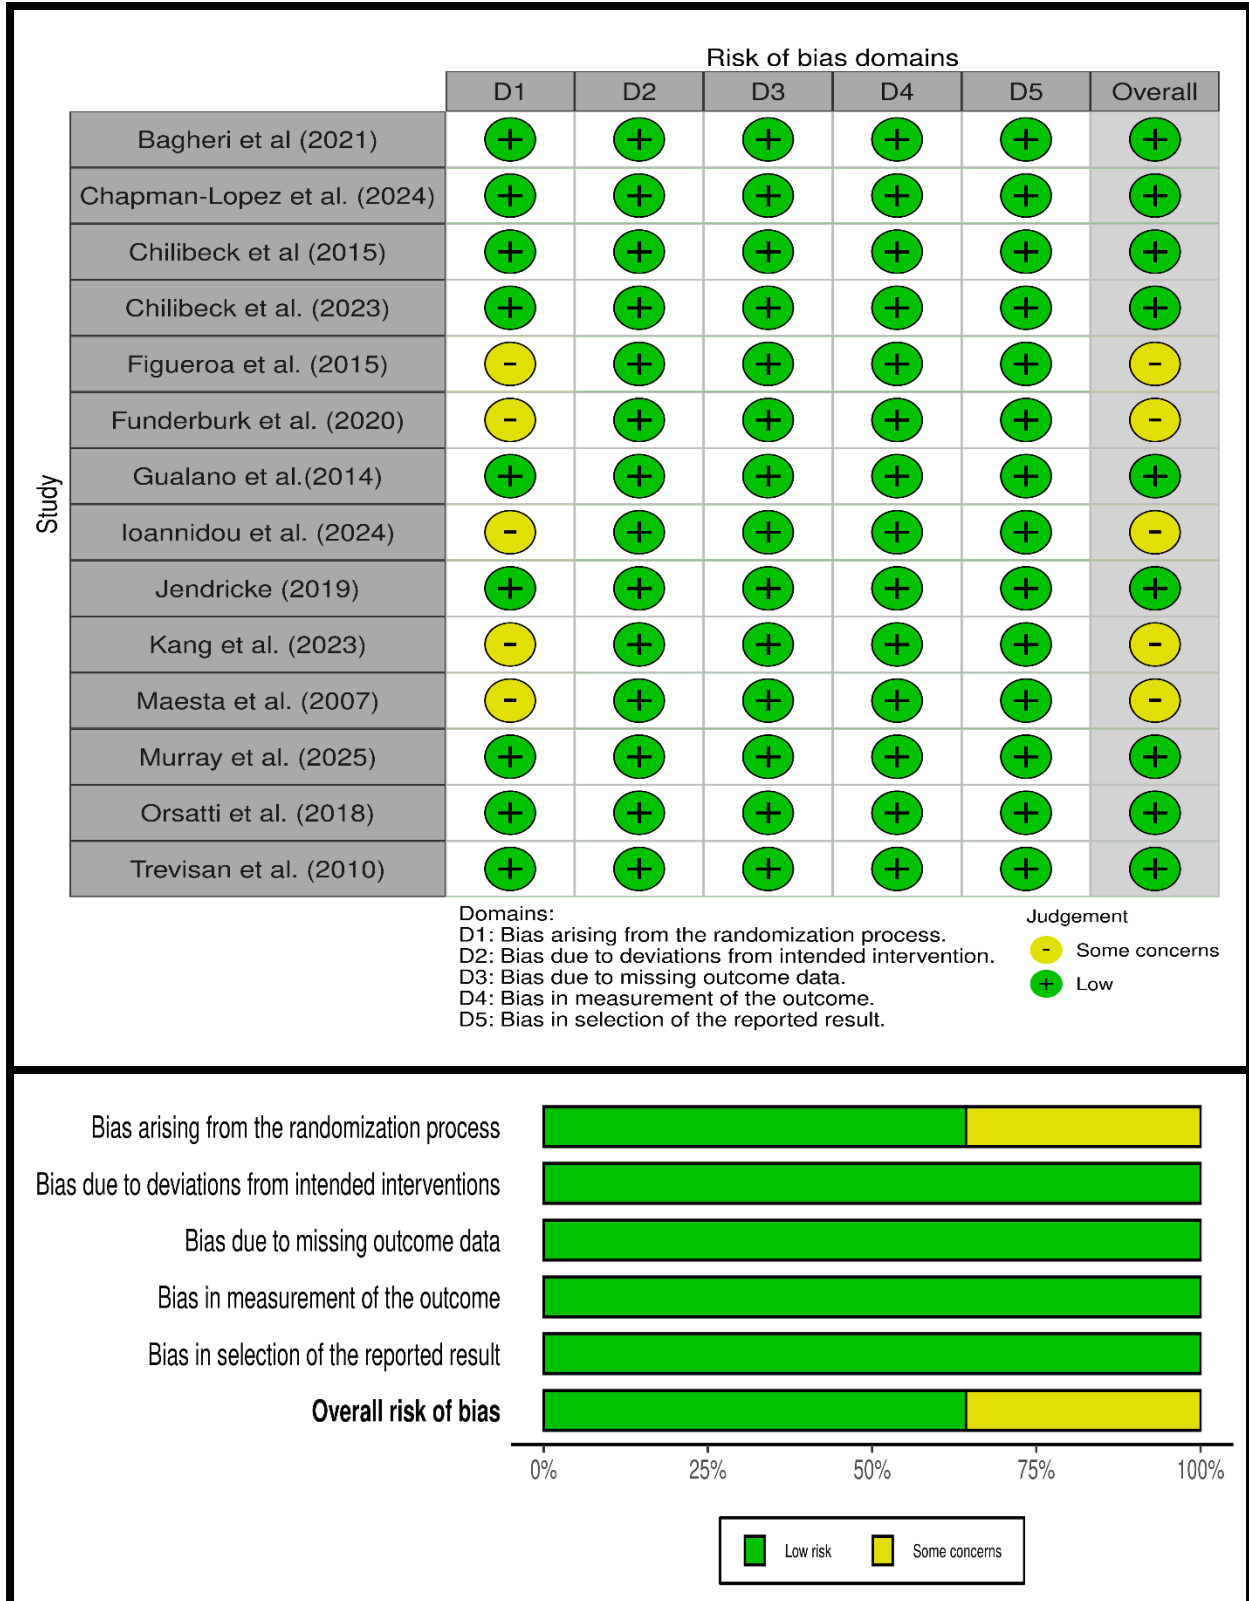 Risk of bias domains
D1 D2 D3 D4 D5 Overall
Study
Bagheri et al (2021) + + + + + +
Chapman-Lopez et al. (2024) + + + + + +
Chilibeck et al (2015) + + + + + +
Chilibeck et al. (2023) + + + + + +
Figueroa et al. (2015) - + + + + -
Funderburk et al. (2020) - + + + + -
Gualano et al.(2014) + + + + + +
Ioannidou et al. (2024) - + + + + -
Jendricke (2019) + + + + + +
Kang et al. (2023) - + + + + -
Maesta et al. (2007) - + + + + -
Murray et al. (2025) + + + + + +
Orsatti et al. (2018) + + + + + +
Trevisan et al. (2010) + + + + + +
Domains:
D1: Bias arising from the randomization process.
D2: Bias due to deviations from intended intervention.
D3: Bias due to missing outcome data.
D4: Bias in measurement of the outcome.
D5: Bias in selection of the reported result.
Judgement
- Some concerns
+ Low
Bias arising from the randomization process
Bias due to deviations from intended interventions
Bias due to missing outcome data
Bias in measurement of the outcome
Bias in selection of the reported result
Overall risk of bias
0% 25% 50% 75% 100%
Low risk Some concerns